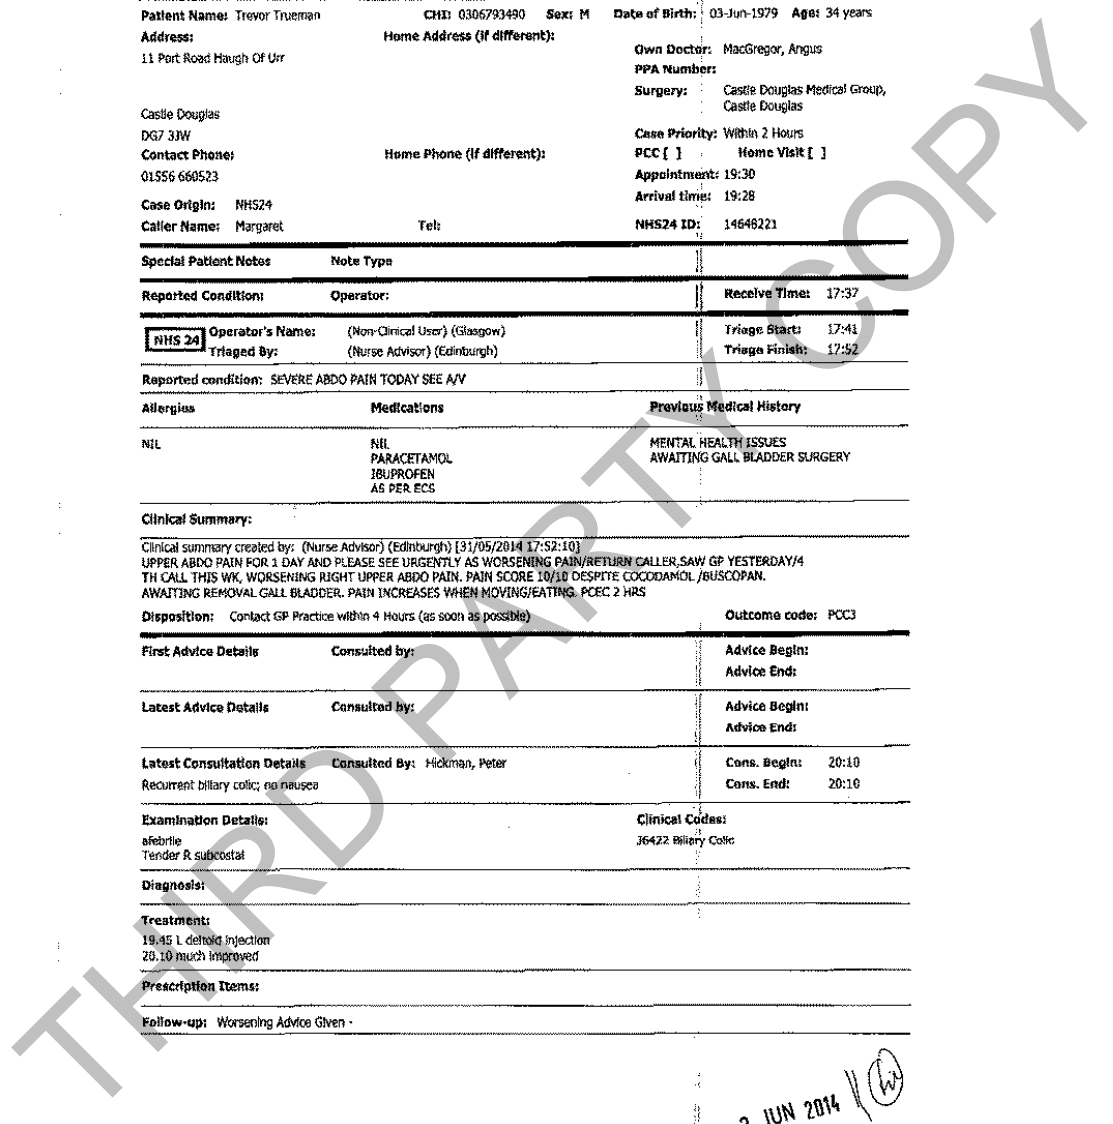 Patient Name: Trevor Trueman CHI: 0306793490 Sex: M Date of Birth: 03-Jun-1979 Age: 34 years
Address: Home Address (if different):
11 Port Road Haugh Of Urr
Own Doctor: MacGregor, Angus
PPA Number:
Surgery: Castle Douglas Medical Group,
Castle Douglas
Castle Douglas
DG7 3JW
Case Priority: Within 2 Hours
Contact Phone: Home Phone (if different): PCC [ ] Home Visit [ ]
01556 660523
Appointment: 19:30
Arrival time: 19:28
Case Origin: NHS24
Caller Name: Margaret Tel: NHS24 ID: 14646221
Special Patient Notes Note Type
Reported Condition: Operator: Receive Time: 17:37
NHS 24 Operator's Name: (Non-Clinical User) (Glasgow) Triage Start: 17:41
Triaged By: (Nurse Advisor) (Edinburgh) Triage Finish: 17:52
Reported condition: SEVERE ABDO PAIN TODAY SEE A/V
Allergies Medications Previous Medical History
NIL NIL MENTAL HEALTH ISSUES
PARACETAMOL AWAITING GALL BLADDER SURGERY
IBUPROFEN
AS PER ECS
Clinical Summary:
Clinical summary created by: (Nurse Advisor) (Edinburgh) [31/05/2014 17:52:10]
UPPER ABDO PAIN FOR 1 DAY AND PLEASE SEE URGENTLY AS WORSENING PAIN/RETURN CALLER,SAW GP YESTERDAY/4
TH CALL THIS WK, WORSENING RIGHT UPPER ABDO PAIN. PAIN SCORE 10/10 DESPITE COCODAMOL /BUSCOPAN.
AWAITING REMOVAL GALL BLADDER. PAIN INCREASES WHEN MOVING/EATING. PCEC 2 HRS
Disposition: Contact GP Practice within 4 Hours (as soon as possible) Outcome code: PCC3
First Advice Details Consulted by: Advice Begin:
Advice End:
Latest Advice Details Consulted by: Advice Begin:
Advice End:
Latest Consultation Details Consulted By: Hickman, Peter Cons. Begin: 20:10
Recurrent biliary colic; no nausea Cons. End: 20:10
Examination Details: Clinical Codes:
afebrile J6422 Biliary Colic
Tender R subcostal
Diagnosis:
Treatment:
19.45 L deltoid injection
20.10 much improved
Prescription Items:
Follow-up: Worsening Advice Given -
JUN 2014
THIRD PARTY COPY